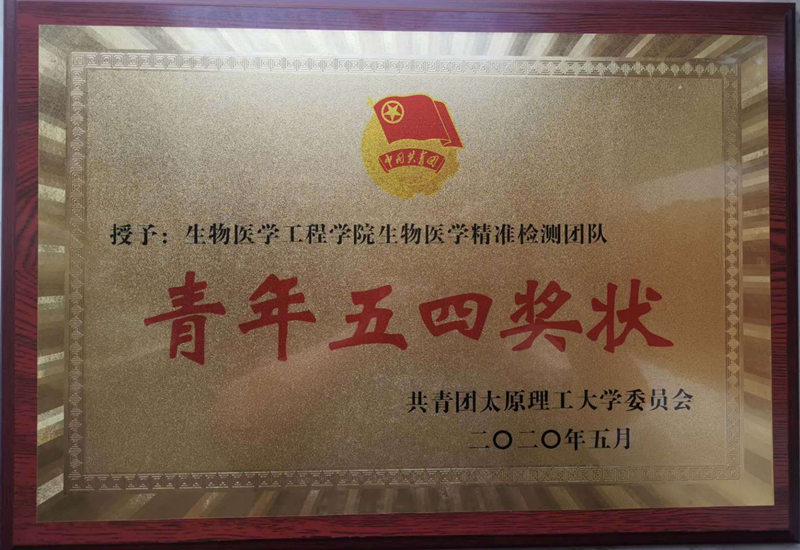 中国共青团
授予：生物医学工程学院生物医学精准检测团队
青年五四奖状
共青团太原理工大学委员会
二〇二〇年五月